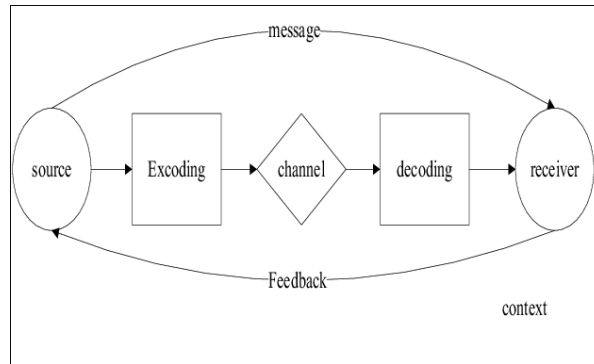 message
source
Excoding
channel
decoding
receiver
Feedback
context